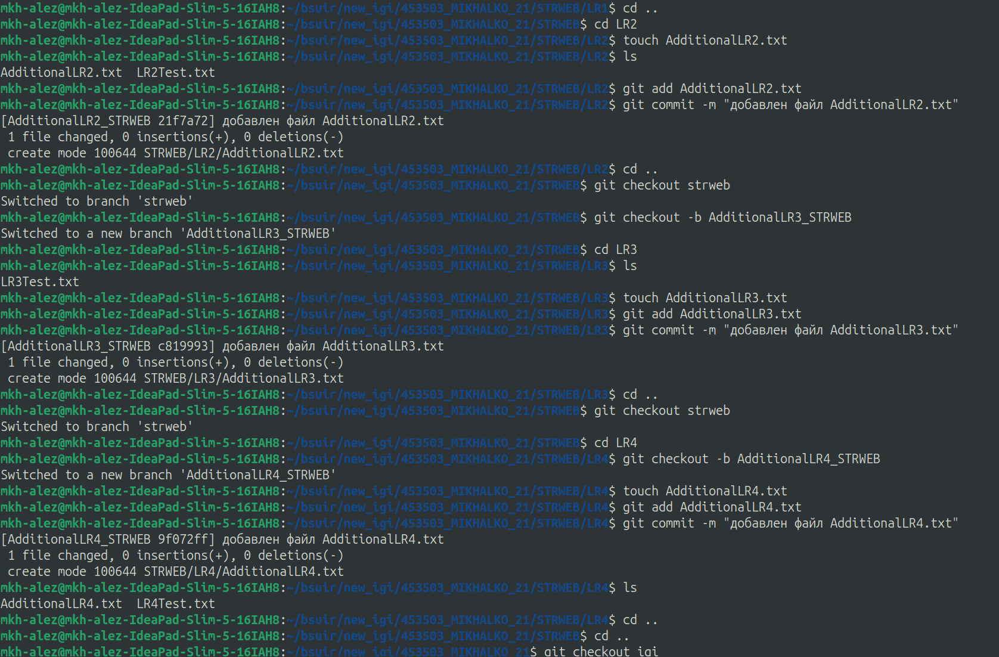 mkh-alez@mkh-alez-IdeaPad-Slim-5-16IAH8:~/bsuir/new_igi/453503_MIKHALKO_21/STRWEB/LR1$ cd ..
mkh-alez@mkh-alez-IdeaPad-Slim-5-16IAH8:~/bsuir/new_igi/453503_MIKHALKO_21/STRWEB$ cd LR2
mkh-alez@mkh-alez-IdeaPad-Slim-5-16IAH8:~/bsuir/new_igi/453503_MIKHALKO_21/STRWEB/LR2$ touch AdditionalLR2.txt
mkh-alez@mkh-alez-IdeaPad-Slim-5-16IAH8:~/bsuir/new_igi/453503_MIKHALKO_21/STRWEB/LR2$ ls
AdditionalLR2.txt  LR2Test.txt
mkh-alez@mkh-alez-IdeaPad-Slim-5-16IAH8:~/bsuir/new_igi/453503_MIKHALKO_21/STRWEB/LR2$ git add AdditionalLR2.txt
mkh-alez@mkh-alez-IdeaPad-Slim-5-16IAH8:~/bsuir/new_igi/453503_MIKHALKO_21/STRWEB/LR2$ git commit -m "добавлен файл AdditionalLR2.txt"
[AdditionalLR2_STRWEB 21f7a72] добавлен файл AdditionalLR2.txt
 1 file changed, 0 insertions(+), 0 deletions(-)
 create mode 100644 STRWEB/LR2/AdditionalLR2.txt
mkh-alez@mkh-alez-IdeaPad-Slim-5-16IAH8:~/bsuir/new_igi/453503_MIKHALKO_21/STRWEB/LR2$ cd ..
mkh-alez@mkh-alez-IdeaPad-Slim-5-16IAH8:~/bsuir/new_igi/453503_MIKHALKO_21/STRWEB$ git checkout strweb
Switched to branch 'strweb'
mkh-alez@mkh-alez-IdeaPad-Slim-5-16IAH8:~/bsuir/new_igi/453503_MIKHALKO_21/STRWEB$ git checkout -b AdditionalLR3_STRWEB
Switched to a new branch 'AdditionalLR3_STRWEB'
mkh-alez@mkh-alez-IdeaPad-Slim-5-16IAH8:~/bsuir/new_igi/453503_MIKHALKO_21/STRWEB$ cd LR3
mkh-alez@mkh-alez-IdeaPad-Slim-5-16IAH8:~/bsuir/new_igi/453503_MIKHALKO_21/STRWEB/LR3$ ls
LR3Test.txt
mkh-alez@mkh-alez-IdeaPad-Slim-5-16IAH8:~/bsuir/new_igi/453503_MIKHALKO_21/STRWEB/LR3$ touch AdditionalLR3.txt
mkh-alez@mkh-alez-IdeaPad-Slim-5-16IAH8:~/bsuir/new_igi/453503_MIKHALKO_21/STRWEB/LR3$ git add AdditionalLR3.txt
mkh-alez@mkh-alez-IdeaPad-Slim-5-16IAH8:~/bsuir/new_igi/453503_MIKHALKO_21/STRWEB/LR3$ git commit -m "добавлен файл AdditionalLR3.txt"
[AdditionalLR3_STRWEB c819993] добавлен файл AdditionalLR3.txt
 1 file changed, 0 insertions(+), 0 deletions(-)
 create mode 100644 STRWEB/LR3/AdditionalLR3.txt
mkh-alez@mkh-alez-IdeaPad-Slim-5-16IAH8:~/bsuir/new_igi/453503_MIKHALKO_21/STRWEB/LR3$ cd ..
mkh-alez@mkh-alez-IdeaPad-Slim-5-16IAH8:~/bsuir/new_igi/453503_MIKHALKO_21/STRWEB$ git checkout strweb
Switched to branch 'strweb'
mkh-alez@mkh-alez-IdeaPad-Slim-5-16IAH8:~/bsuir/new_igi/453503_MIKHALKO_21/STRWEB$ cd LR4
mkh-alez@mkh-alez-IdeaPad-Slim-5-16IAH8:~/bsuir/new_igi/453503_MIKHALKO_21/STRWEB/LR4$ git checkout -b AdditionalLR4_STRWEB
Switched to a new branch 'AdditionalLR4_STRWEB'
mkh-alez@mkh-alez-IdeaPad-Slim-5-16IAH8:~/bsuir/new_igi/453503_MIKHALKO_21/STRWEB/LR4$ touch AdditionalLR4.txt
mkh-alez@mkh-alez-IdeaPad-Slim-5-16IAH8:~/bsuir/new_igi/453503_MIKHALKO_21/STRWEB/LR4$ git add AdditionalLR4.txt
mkh-alez@mkh-alez-IdeaPad-Slim-5-16IAH8:~/bsuir/new_igi/453503_MIKHALKO_21/STRWEB/LR4$ git commit -m "добавлен файл AdditionalLR4.txt"
[AdditionalLR4_STRWEB 9f072ff] добавлен файл AdditionalLR4.txt
 1 file changed, 0 insertions(+), 0 deletions(-)
 create mode 100644 STRWEB/LR4/AdditionalLR4.txt
mkh-alez@mkh-alez-IdeaPad-Slim-5-16IAH8:~/bsuir/new_igi/453503_MIKHALKO_21/STRWEB/LR4$ ls
AdditionalLR4.txt  LR4Test.txt
mkh-alez@mkh-alez-IdeaPad-Slim-5-16IAH8:~/bsuir/new_igi/453503_MIKHALKO_21/STRWEB/LR4$ cd ..
mkh-alez@mkh-alez-IdeaPad-Slim-5-16IAH8:~/bsuir/new_igi/453503_MIKHALKO_21/STRWEB$ cd ..
mkh-alez@mkh-alez-IdeaPad-Slim-5-16IAH8:~/bsuir/new_igi/453503_MIKHALKO_21$ git checkout igi